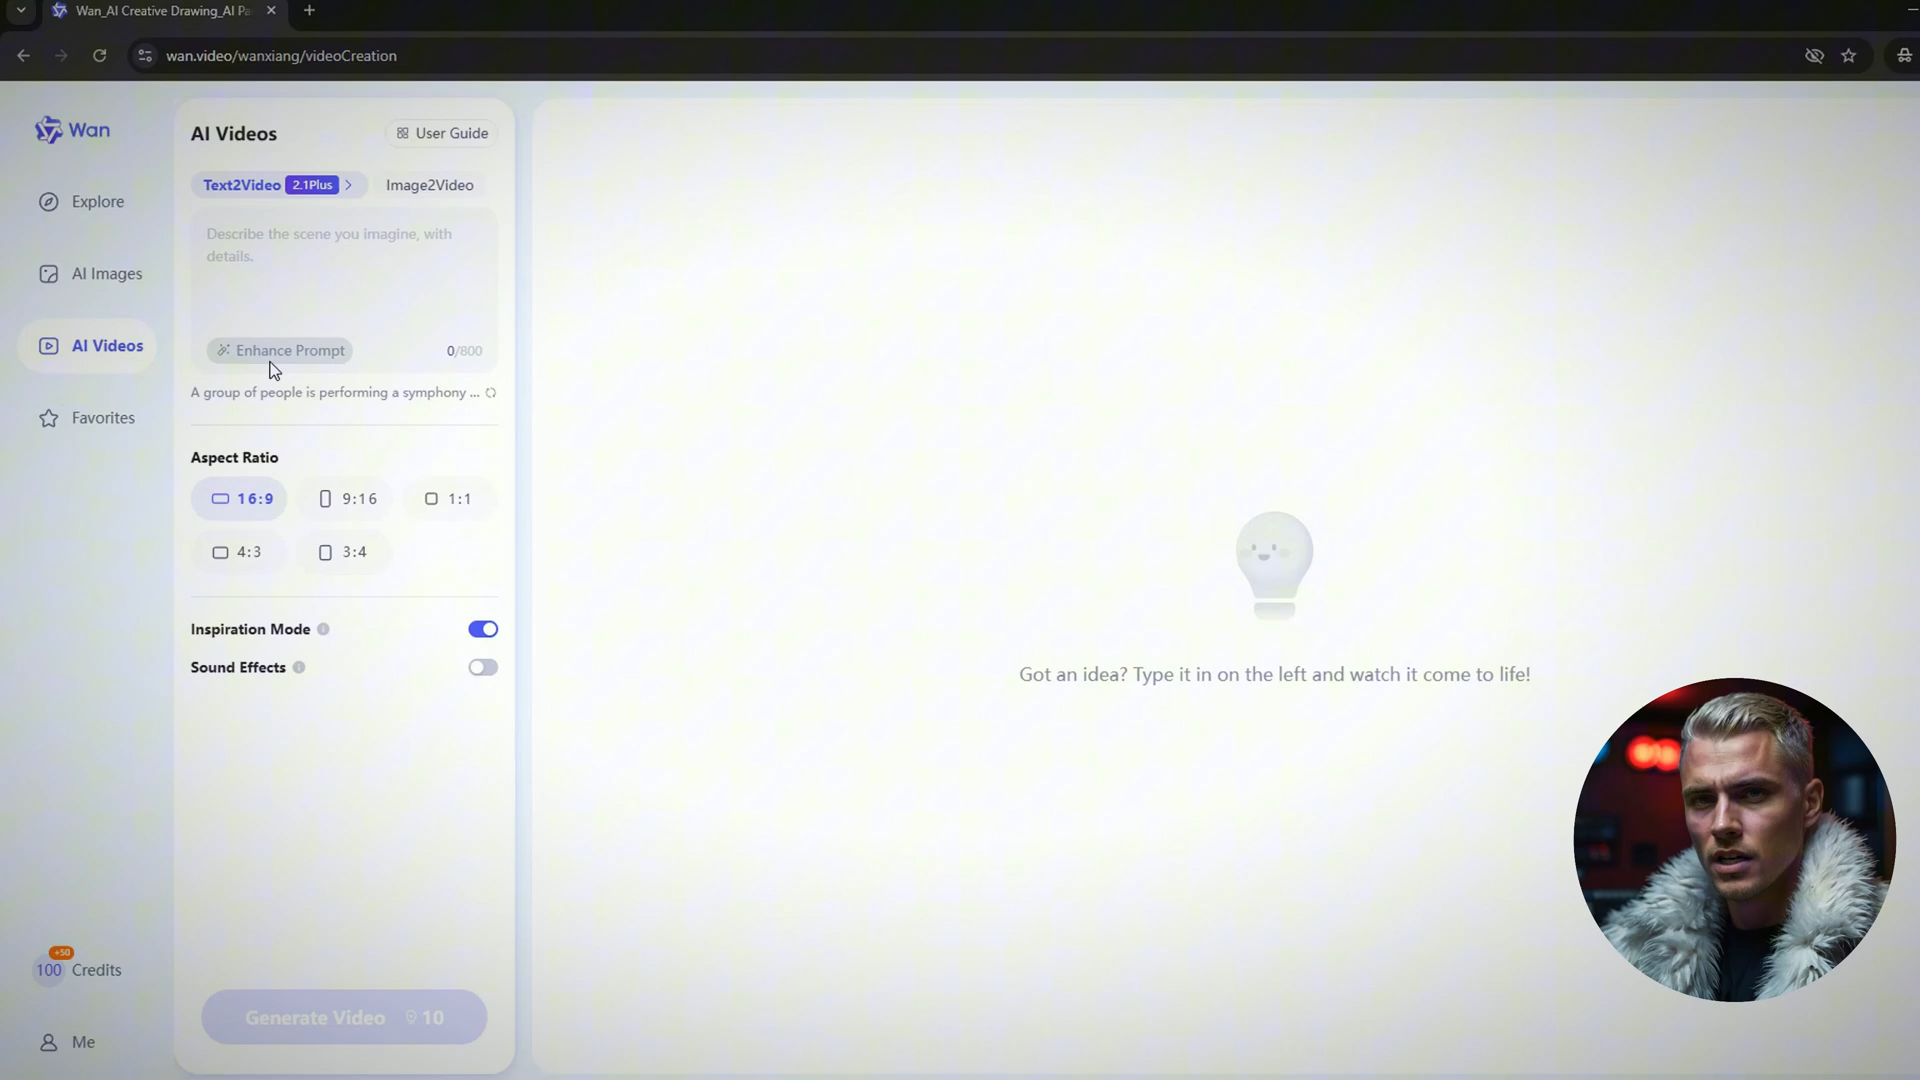 Wan_AI Creative Drawing_AI Pa
wan.video/wanxiang/videoCreation
Wan
Explore
AI Images
AI Videos
Favorites
+50
100 Credits
Me
AI Videos
User Guide
Text2Video 2.1Plus
Image2Video
Describe the scene you imagine, with
details.
Enhance Prompt
0/800
A group of people is performing a symphony ...
Aspect Ratio
16:9
9:16
1:1
4:3
3:4
Inspiration Mode
Sound Effects
Generate Video 10
Got an idea? Type it in on the left and watch it come to life!